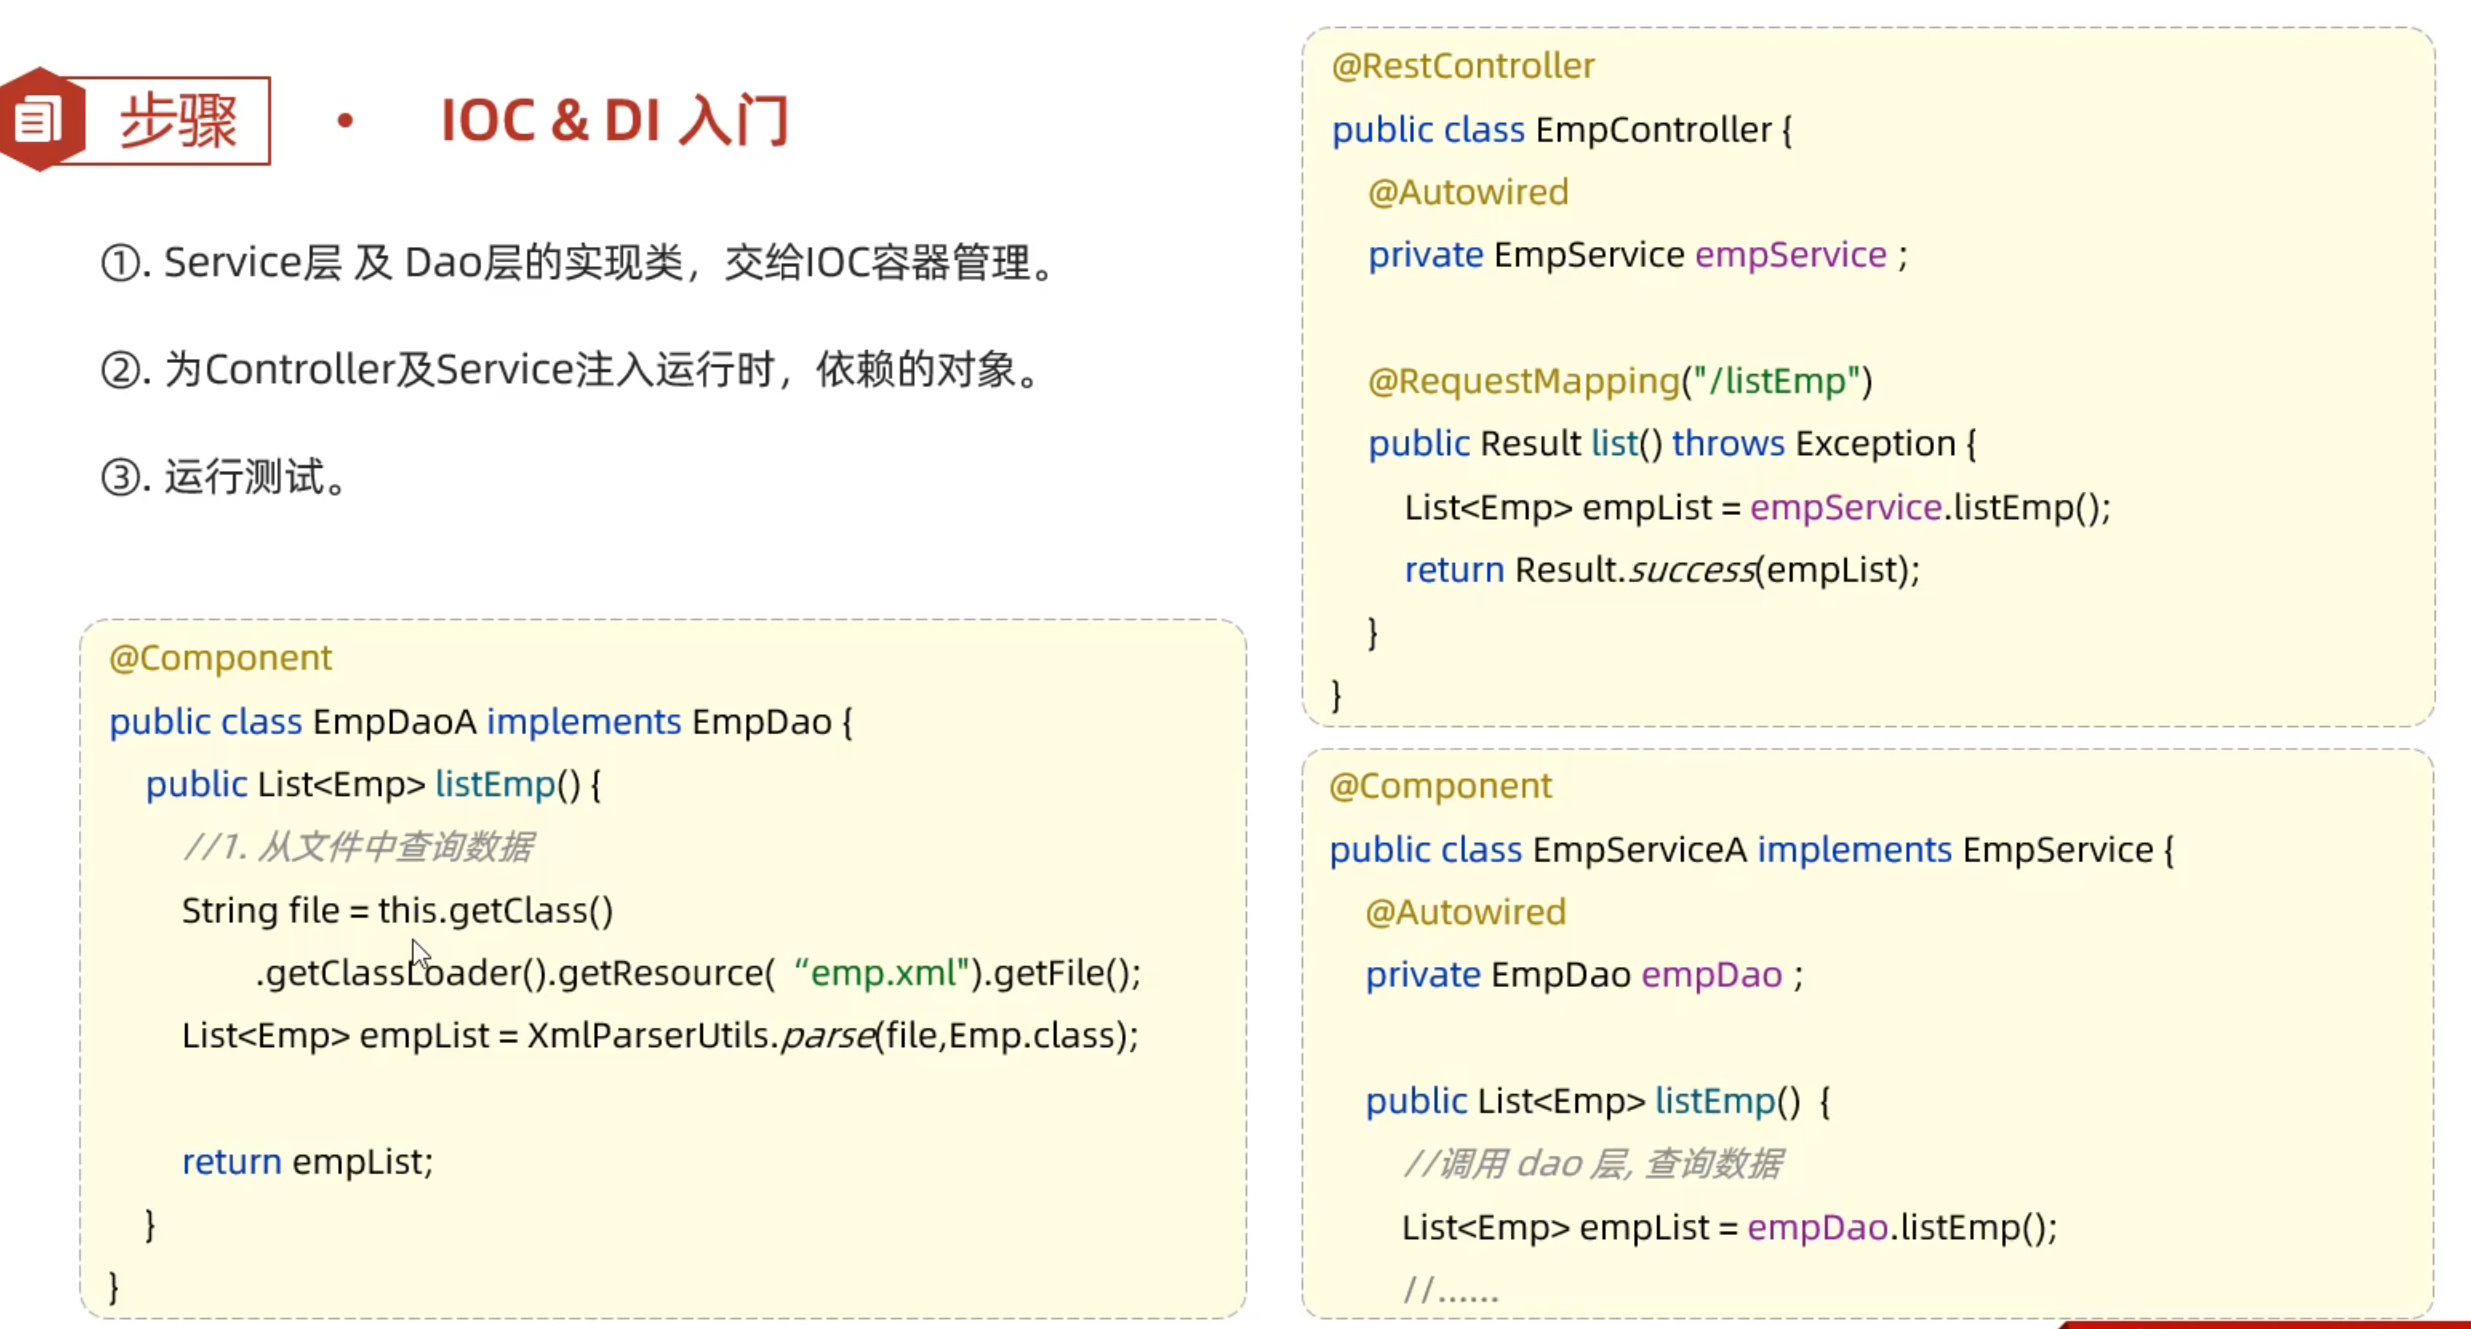 步骤
• IOC & DI 入门
①. Service层 及 Dao层的实现类，交给IOC容器管理。
②. 为Controller及Service注入运行时，依赖的对象。
③. 运行测试。
@Component
public class EmpDaoA implements EmpDao {
public List<Emp> listEmp() {
//1. 从文件中查询数据
String file = this.getClass()
.getClassLoader().getResource( “emp.xml").getFile();
List<Emp> empList = XmlParserUtils.parse(file,Emp.class);
return empList;
}
}
@RestController
public class EmpController {
@Autowired
private EmpService empService ;
@RequestMapping("/listEmp")
public Result list() throws Exception {
List<Emp> empList = empService.listEmp();
return Result.success(empList);
}
}
@Component
public class EmpServiceA implements EmpService {
@Autowired
private EmpDao empDao ;
public List<Emp> listEmp() {
//调用 dao 层, 查询数据
List<Emp> empList = empDao.listEmp();
//......